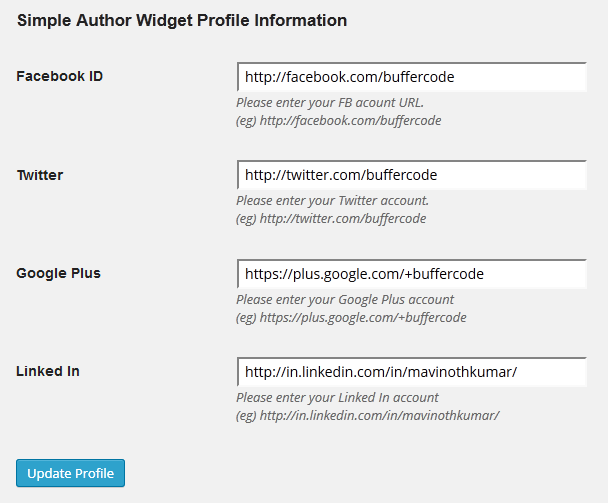 Simple Author Widget Profile Information
Facebook ID
http://facebook.com/buffercode
Please enter your FB acount URL.
(eg) http://facebook.com/buffercode
Twitter
http://twitter.com/buffercode
Please enter your Twitter account.
(eg) http://twitter.com/buffercode
Google Plus
https://plus.google.com/+buffercode
Please enter your Google Plus account
(eg) https://plus.google.com/+buffercode
Linked In
http://in.linkedin.com/in/mavinothkumar/
Please enter your Linked In account
(eg) http://in.linkedin.com/in/mavinothkumar/
Update Profile